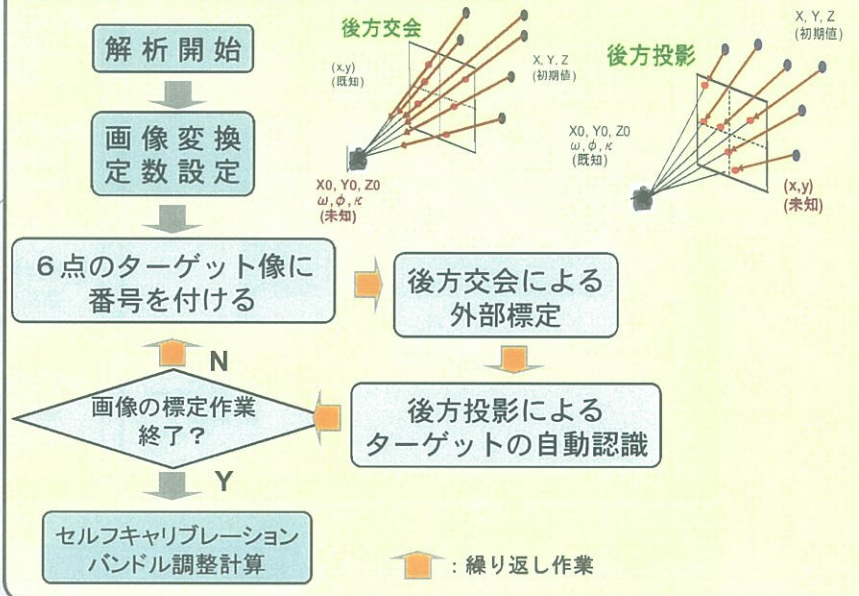 解析開始
画像変換
定数設定
6点のターゲット像に
番号を付ける
後方交会による
外部標定
後方投影による
ターゲットの自動認識
画像の標定作業
終了？
N
Y
セルフキャリブレーション
バンドル調整計算
：繰り返し作業
後方交会
(x,y)
(既知)
X, Y, Z
(初期値)
X0, Y0, Z0
ω,φ,κ
(未知)
後方投影
X, Y, Z
(初期値)
X0, Y0, Z0
ω,φ,κ
(既知)
(x,y)
(未知)